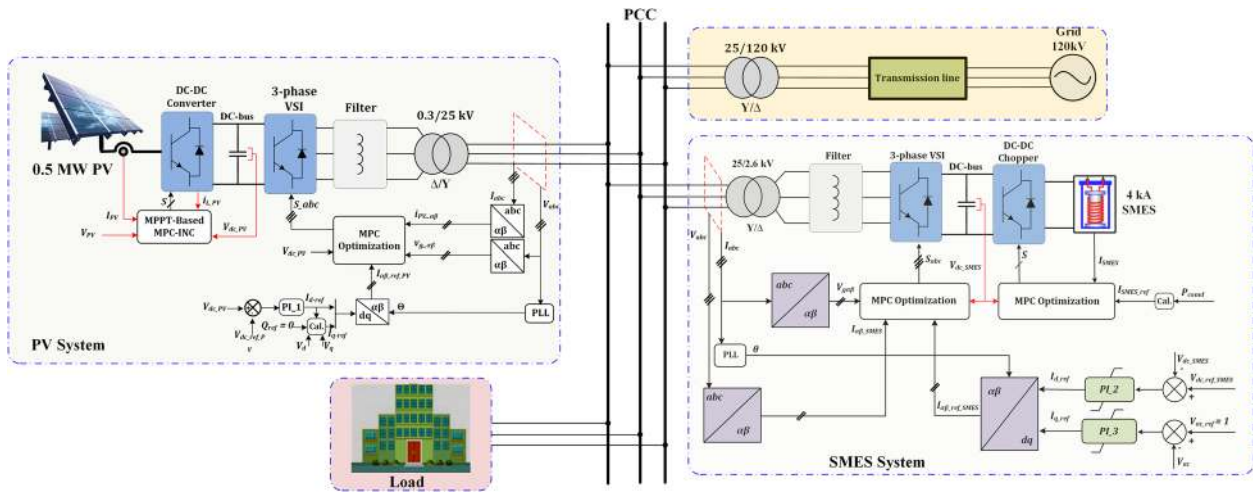 PCC
25/120 kV
Grid
120kV
Transmission line
Y/Δ
DC-DC
Converter
3-phase
VSI
DC-bus
Filter
0.3/25 kV
Δ/Y
0.5 MW PV
S
I_L_PV
S_abc
I_PV
V_PV
MPPT-Based
MPC-INC
V_dc_PV
V_dc_PV
MPC
Optimization
I_abc
V_abc
abc
αβ
abc
αβ
I_αβ_ref_PV
V_dc_PV
PI_1
I_d-ref
Q_ref = 0
Cal.
I_q-ref
V_dc_ref_P
v
V_d
V_q
αβ
dq
Θ
PLL
PV System
Load
25/2.6 kV
Y/Δ
Filter
3-phase VSI
DC-bus
DC-DC
Chopper
4 kA
SMES
V_abc
I_abc
S_abc
V_dc_SMES
S
I_SMES
abc
αβ
V_gαβ
MPC Optimization
MPC Optimization
I_SMES_ref
Cal.
I_αβ_SMES
PLL
θ
abc
αβ
I_αβ_ref_SMES
αβ
dq
I_d_ref
PI_2
V_dc_SMES
-
V_dc_ref_SMES
+
I_q_ref
PI_3
V_ac_ref = 1
+
-
V_ac
SMES System